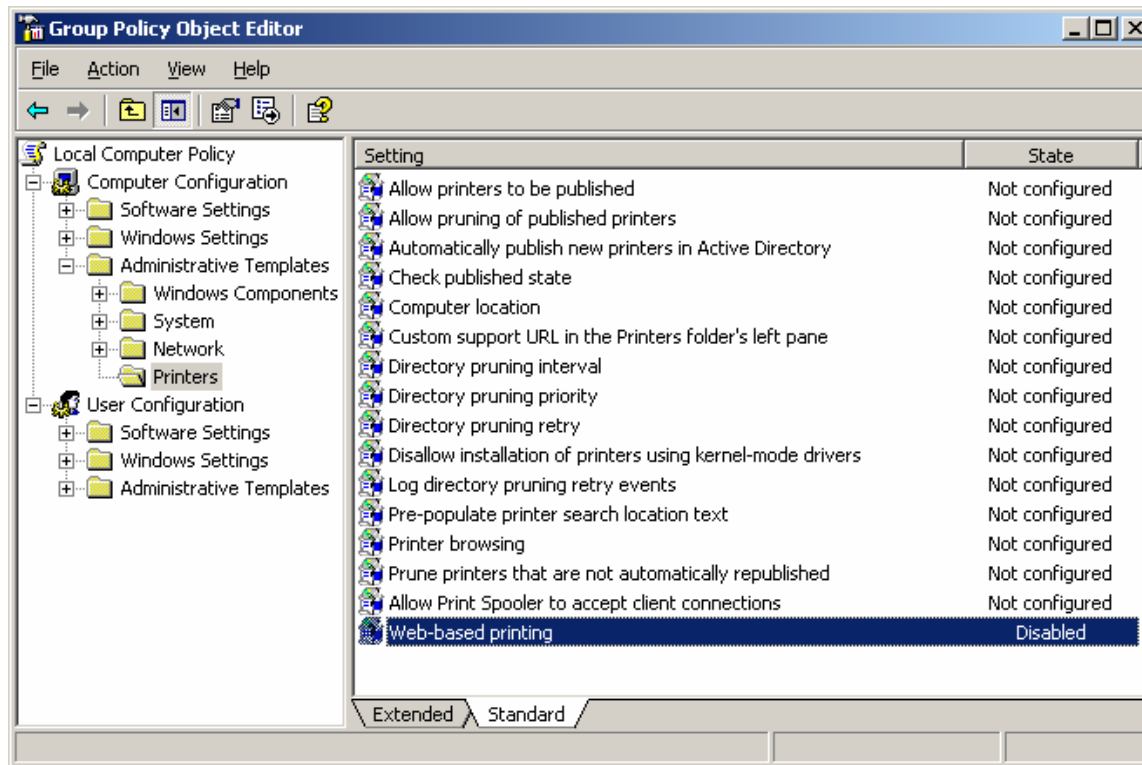 Group Policy Object Editor
File Action View Help
Local Computer Policy
Computer Configuration
Software Settings
Windows Settings
Administrative Templates
Windows Components
System
Network
Printers
User Configuration
Software Settings
Windows Settings
Administrative Templates
Setting State
Allow printers to be published Not configured
Allow pruning of published printers Not configured
Automatically publish new printers in Active Directory Not configured
Check published state Not configured
Computer location Not configured
Custom support URL in the Printers folder's left pane Not configured
Directory pruning interval Not configured
Directory pruning priority Not configured
Directory pruning retry Not configured
Disallow installation of printers using kernel-mode drivers Not configured
Log directory pruning retry events Not configured
Pre-populate printer search location text Not configured
Printer browsing Not configured
Prune printers that are not automatically republished Not configured
Allow Print Spooler to accept client connections Not configured
Web-based printing Disabled
Extended Standard